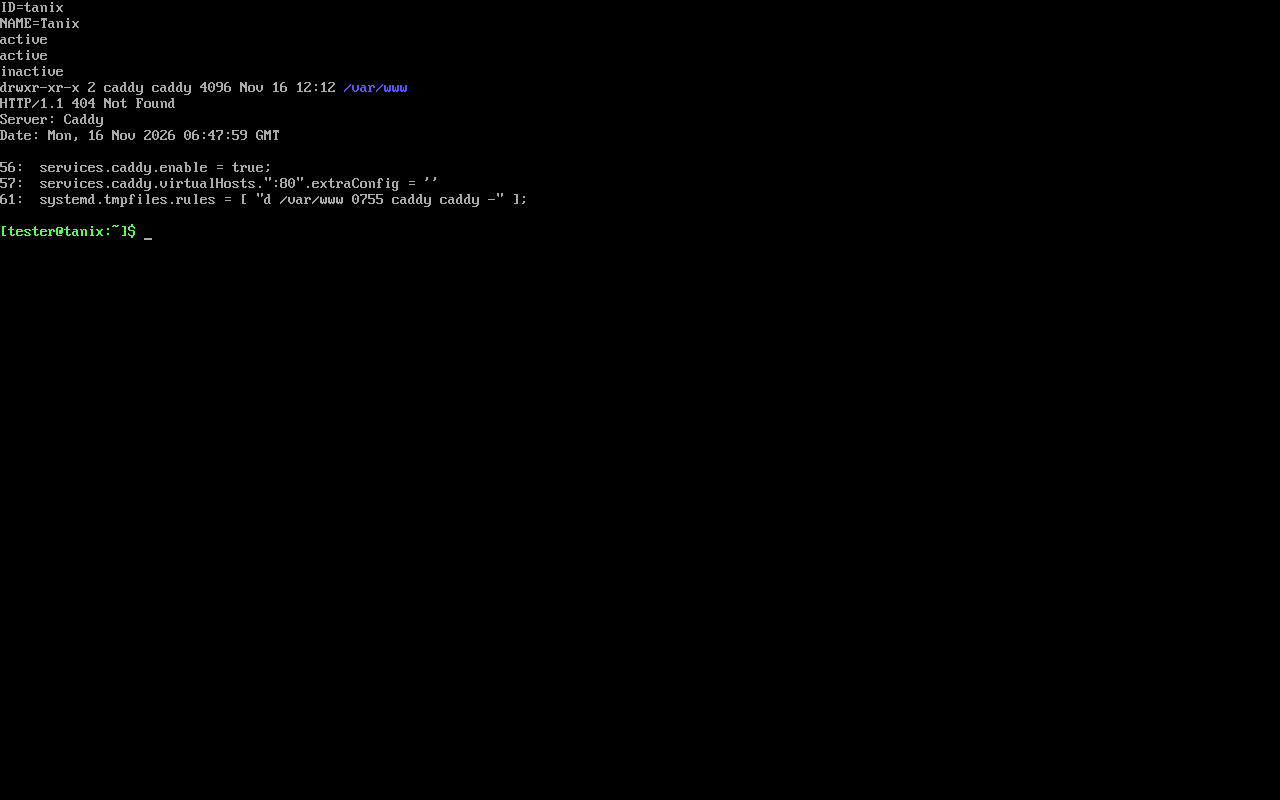 ID=tanix
NAME=Tanix
active
active
inactive
drwxr-xr-x 2 caddy caddy 4096 Nov 16 12:12 /var/www
HTTP/1.1 404 Not Found
Server: Caddy
Date: Mon, 16 Nov 2026 06:47:59 GMT
56:  services.caddy.enable = true;
57:  services.caddy.virtualHosts.":80".extraConfig = ''
61:  systemd.tmpfiles.rules = [ "d /var/www 0755 caddy caddy -" ];
[tester@tanix:~]$ _